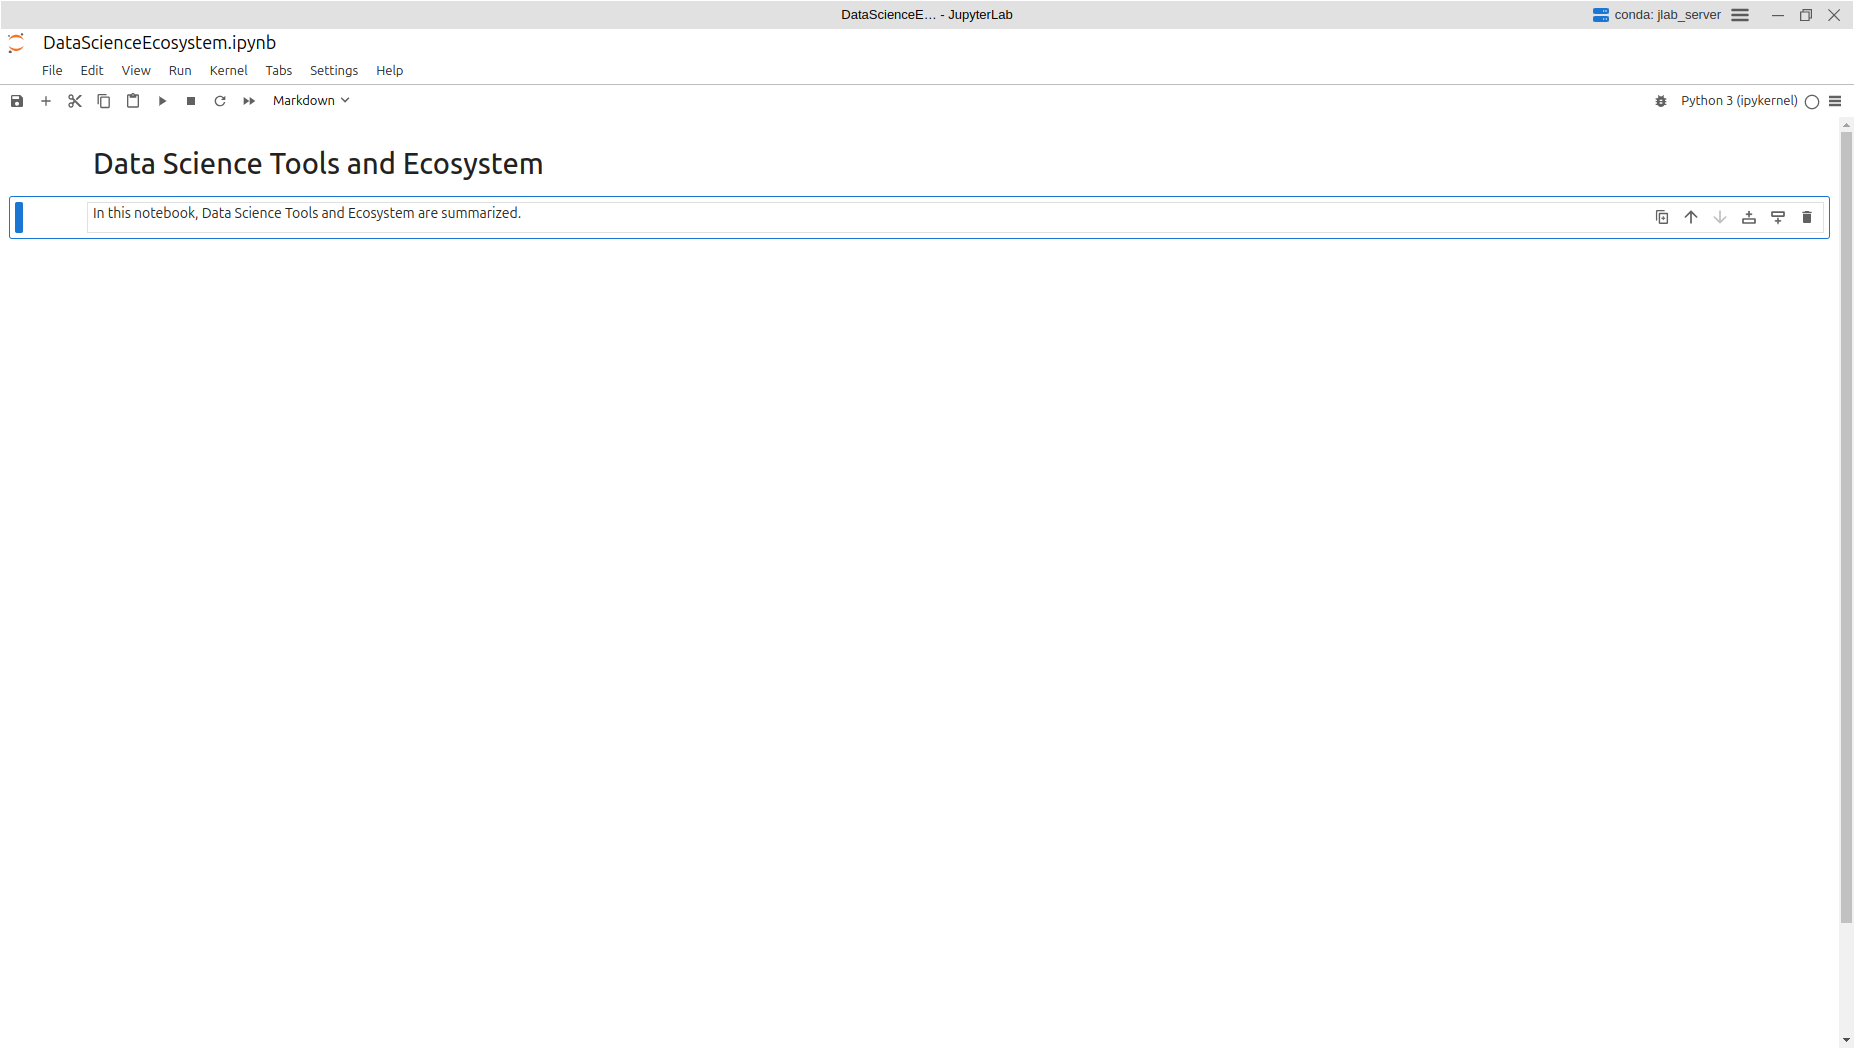 DataScienceE… - JupyterLab
conda: jlab_server
DataScienceEcosystem.ipynb
File Edit View Run Kernel Tabs Settings Help
Markdown
Python 3 (ipykernel)
Data Science Tools and Ecosystem
In this notebook, Data Science Tools and Ecosystem are summarized.